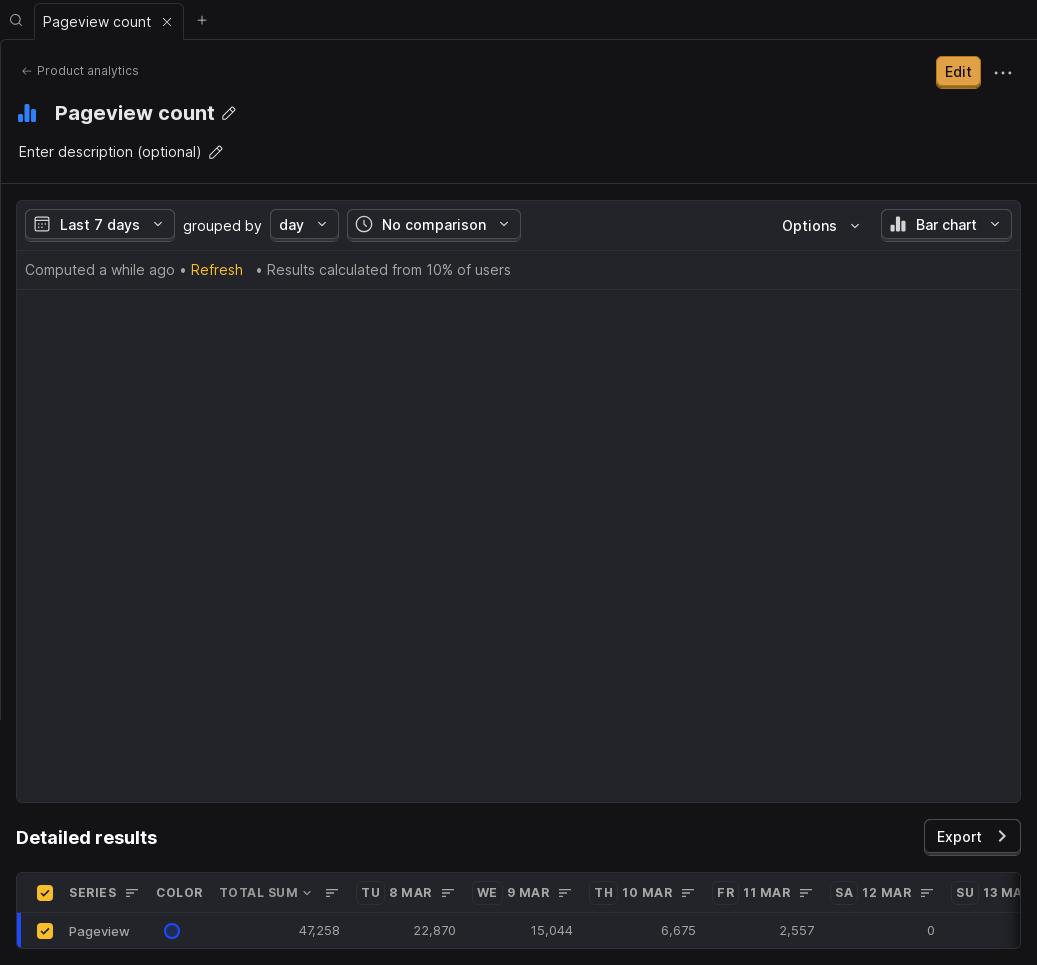 Pageview count
Product analytics
Edit
Pageview count
Enter description (optional)
Last 7 days grouped by day No comparison Options Bar chart
Computed a while ago • Refresh • Results calculated from 10% of users
Detailed results
Export
SERIES COLOR TOTAL SUM TU 8 MAR WE 9 MAR TH 10 MAR FR 11 MAR SA 12 MAR SU 13 MA
Pageview 47,258 22,870 15,044 6,675 2,557 0